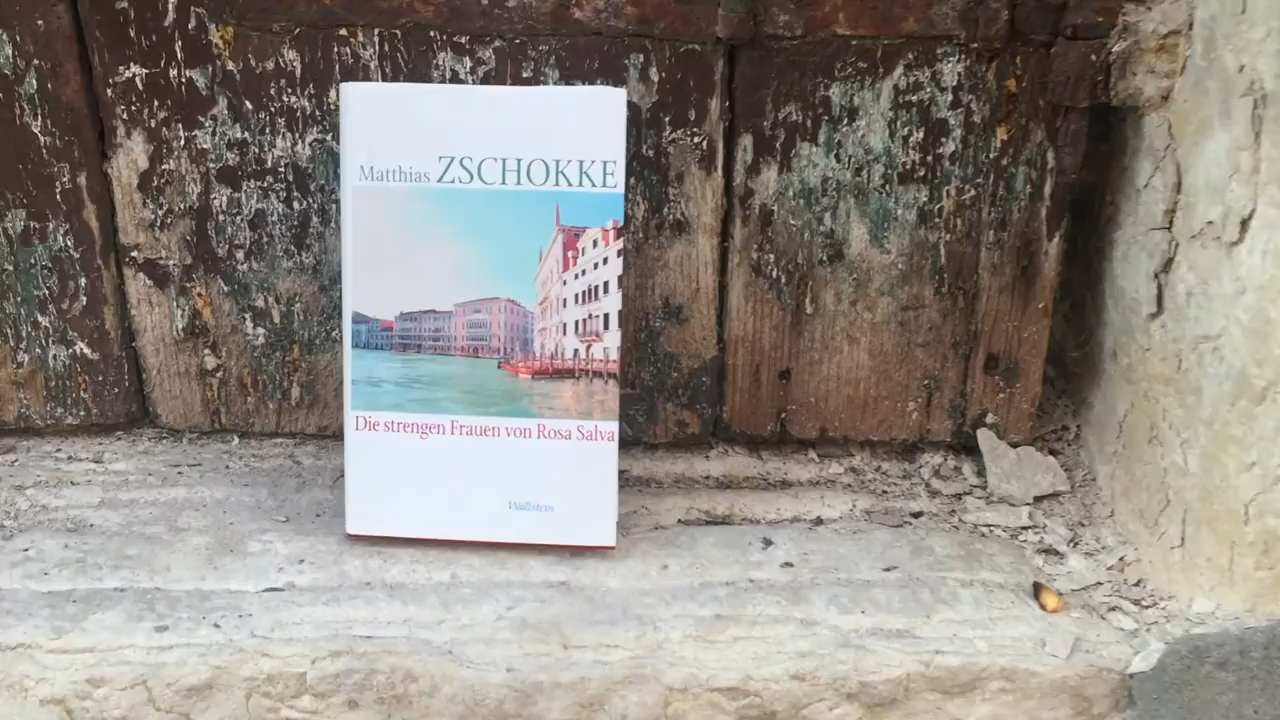 Matthias ZSCHOKKE
Die strengen Frauen von Rosa Salva
Wallstein